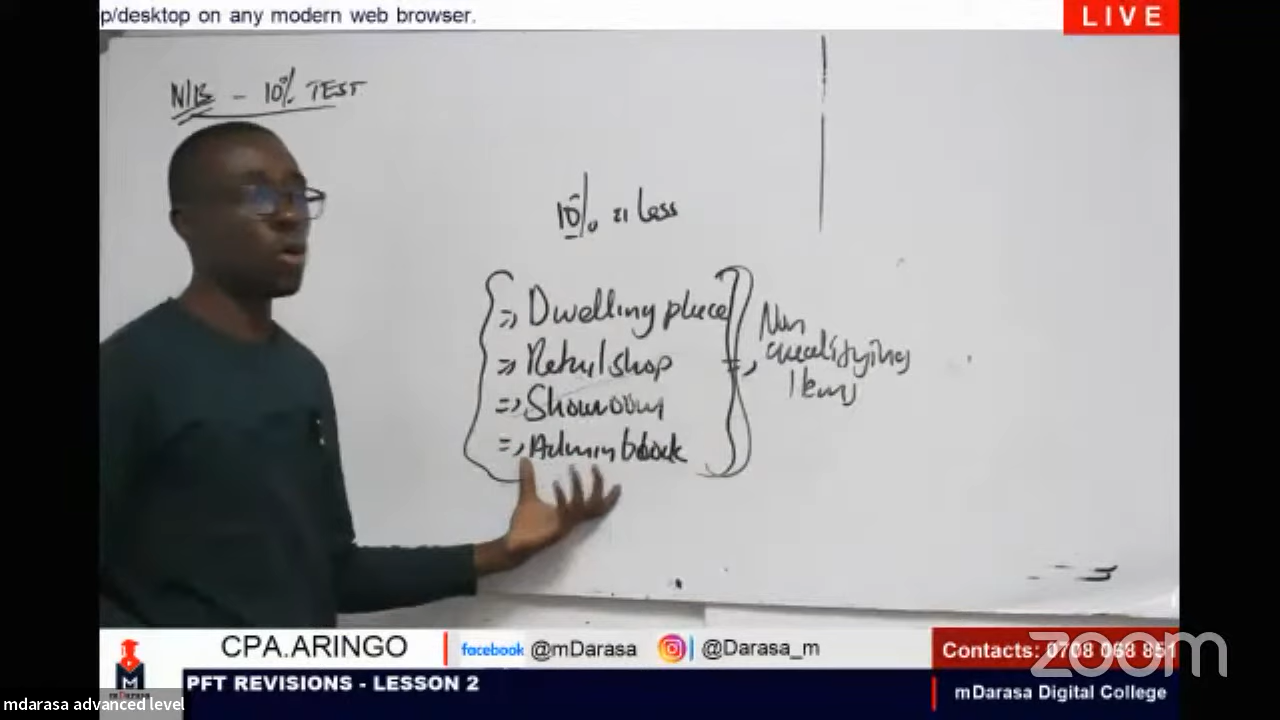 p/desktop on any modern web browser.
LIVE
N/B - 10% TEST
10% or less
=> Dwelling place
=> Retail shop
=> Showroom
=> Admin block
=> Non
qualifying
Items
CPA.ARINGO
facebook @mDarasa
@Darasa_m
Contacts: 0708 068 851
zoom
mDarasa
PFT REVISIONS - LESSON 2
mDarasa Digital College
mdarasa advanced level